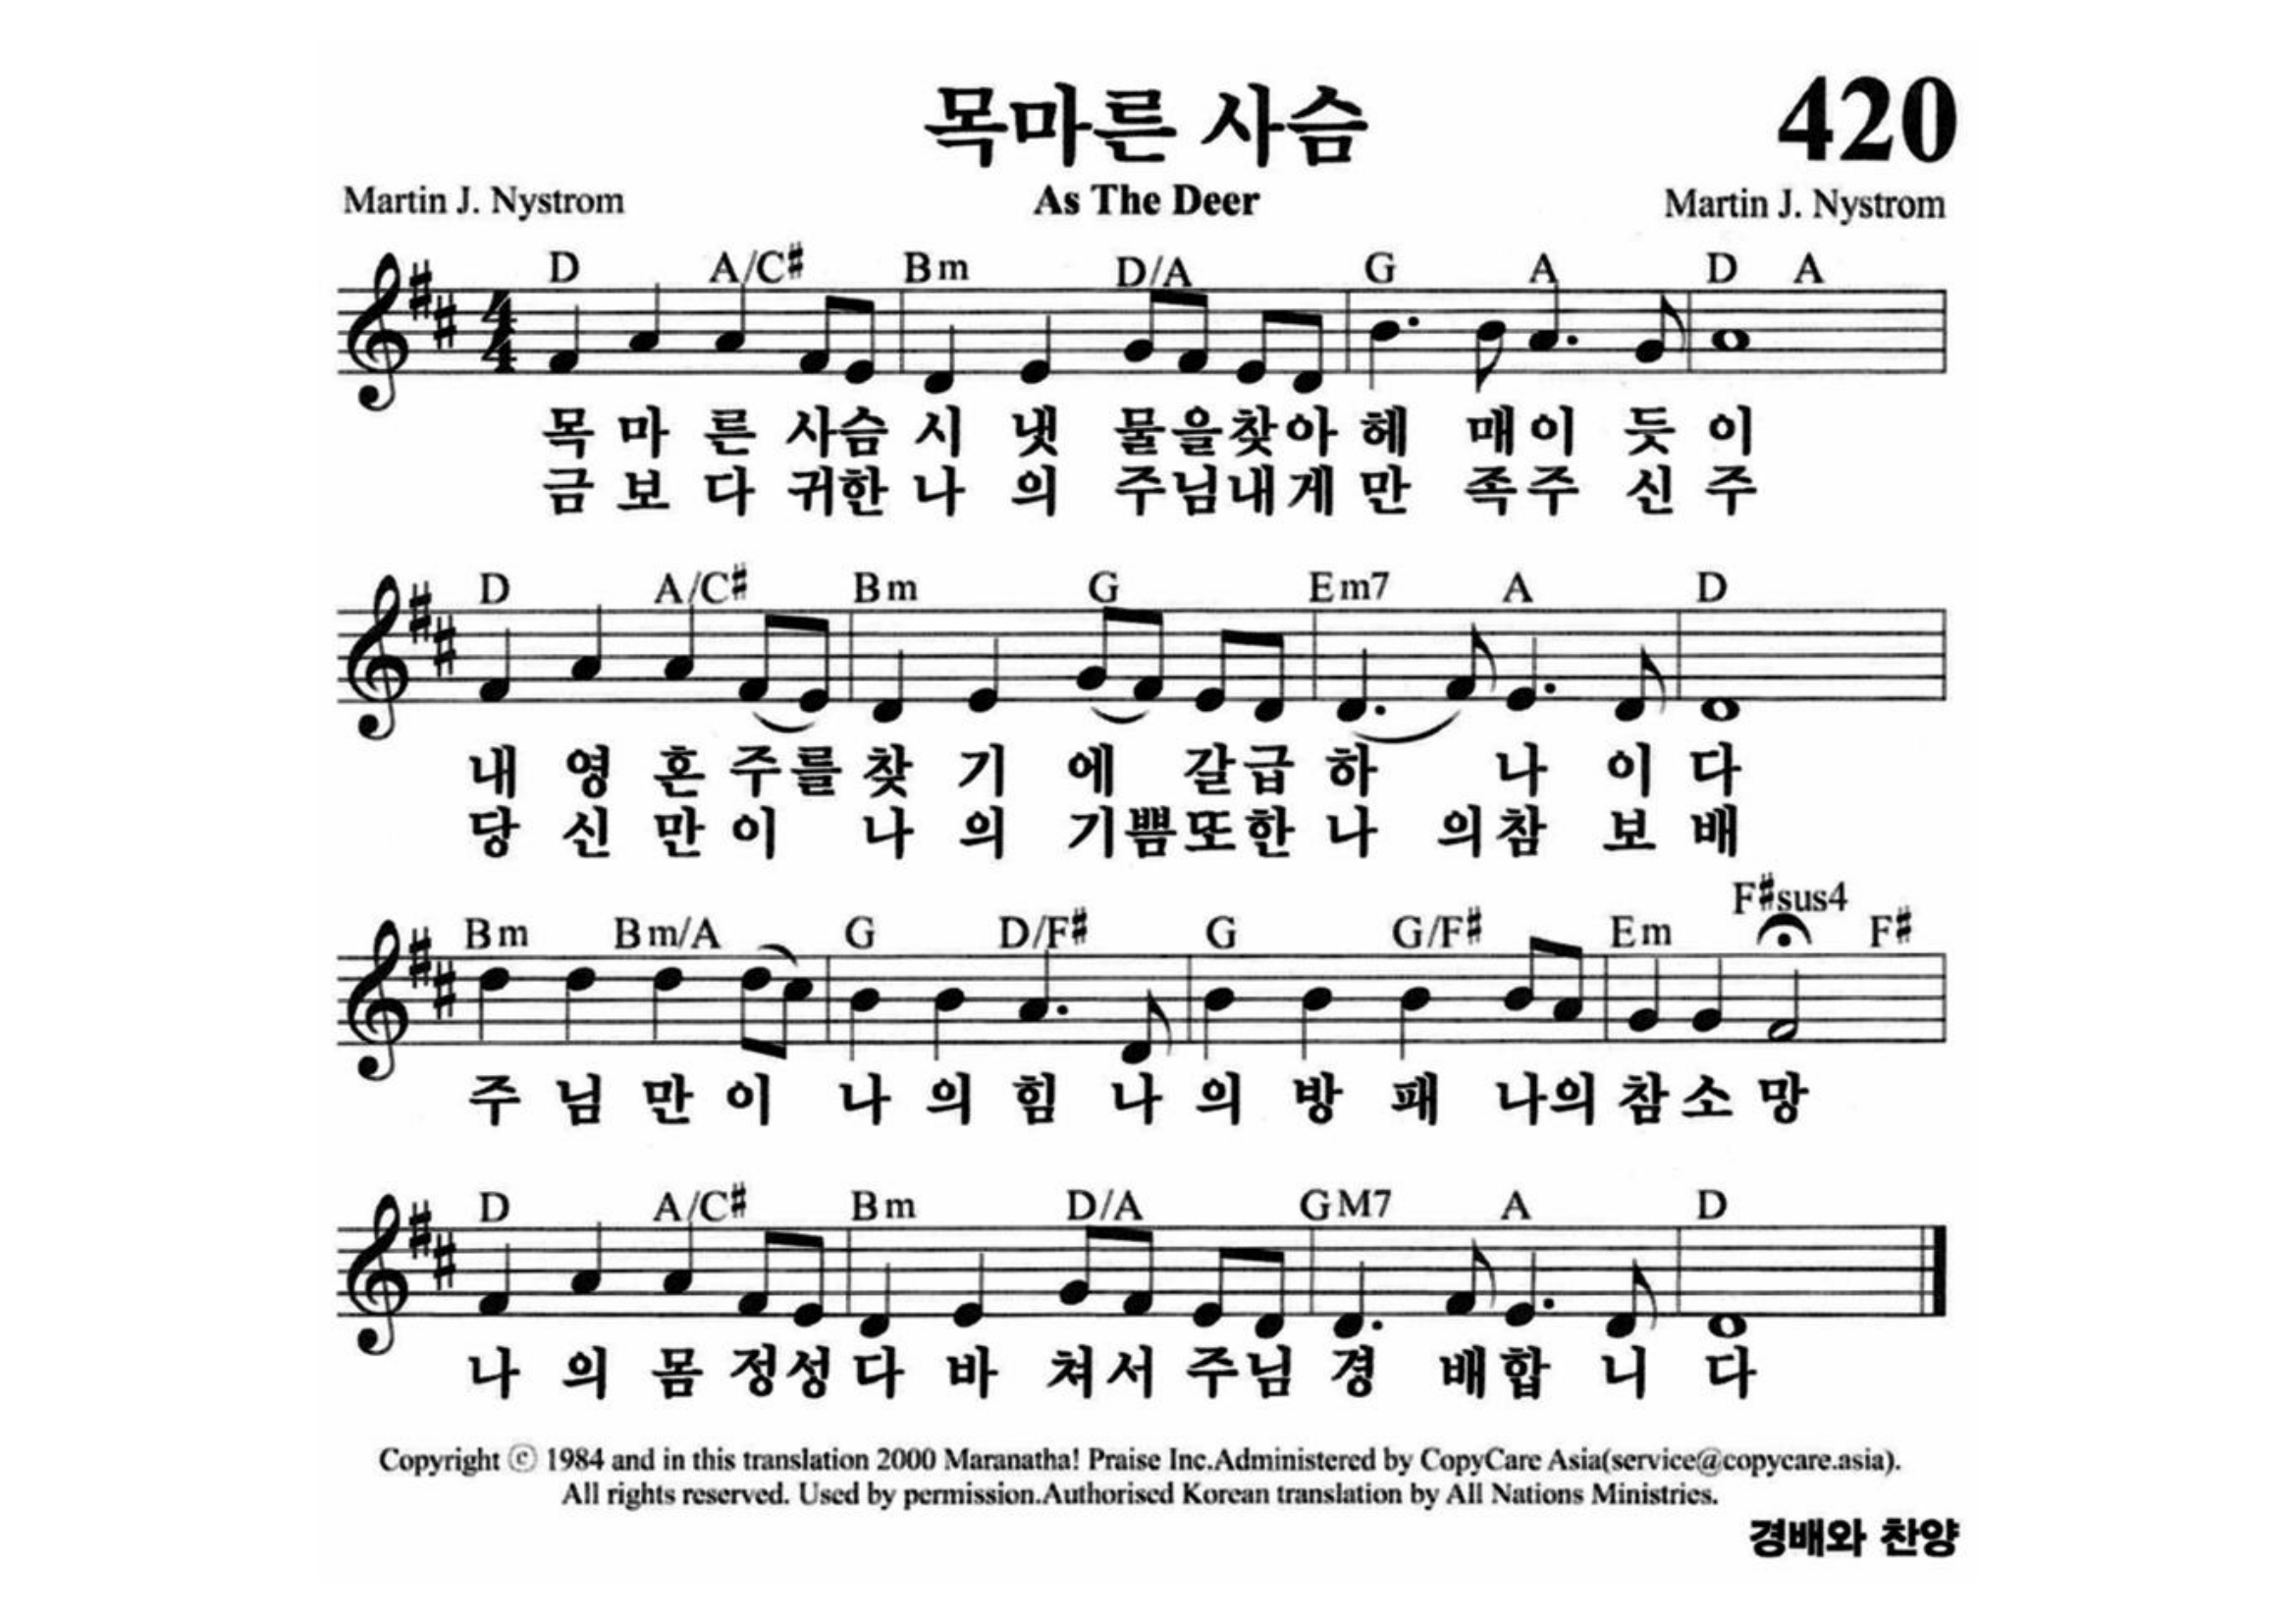 목마른 사슴
420
Martin J. Nystrom
As The Deer
Martin J. Nystrom
D A/C# Bm D/A G A D A
4/4
목 마 른 사슴 시 냇 물을찾아 헤 매이 듯 이
금 보 다 귀한 나 의 주님내게 만 족주 신 주
D A/C# Bm G Em7 A D
내 영 혼 주를 찾 기 에 갈급 하 나 이 다
당 신 만 이 나 의 기쁨또한 나 의참 보 배
Bm Bm/A G D/F# G G/F# Em F#sus4 F#
주 님 만 이 나 의 힘 나 의 방 패 나의 참 소 망
D A/C# Bm D/A GM7 A D
나 의 몸 정성 다 바 쳐서 주님 경 배합 니 다
Copyright ⓒ 1984 and in this translation 2000 Maranatha! Praise Inc.Administered by CopyCare Asia(service@copycare.asia).
All rights reserved. Used by permission.Authorised Korean translation by All Nations Ministries.
경배와 찬양